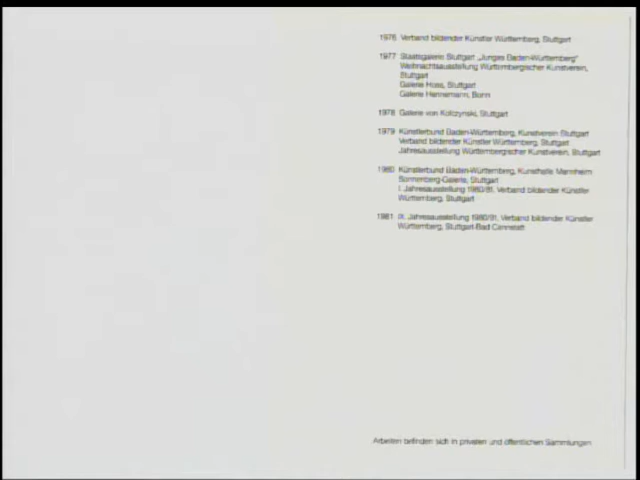 1976 Verband bildender Künstler Württemberg, Stuttgart
1977 Staatsgalerie Stuttgart „Junges Baden-Württemberg"
Weihnachtsausstellung Württembergischer Kunstverein,
Stuttgart
Galerie Hoss, Stuttgart
Galerie Hennemann, Bonn
1978 Galerie von Kolczynski, Stuttgart
1979 Künstlerbund Baden-Württemberg, Kunstverein Stuttgart
Verband bildender Künstler Württemberg, Stuttgart
Jahresausstellung Württembergischer Kunstverein, Stuttgart
1980 Künstlerbund Baden-Württemberg, Kunsthalle Mannheim
Sonnenberg-Galerie, Stuttgart
I. Jahresausstellung 1980/81, Verband bildender Künstler
Württemberg, Stuttgart
1981 Jahresausstellung 1980/81, Verband bildender Künstler
Württemberg, Stuttgart-Bad Cannstatt
Arbeiten befinden sich in privaten und öffentlichen Sammlungen